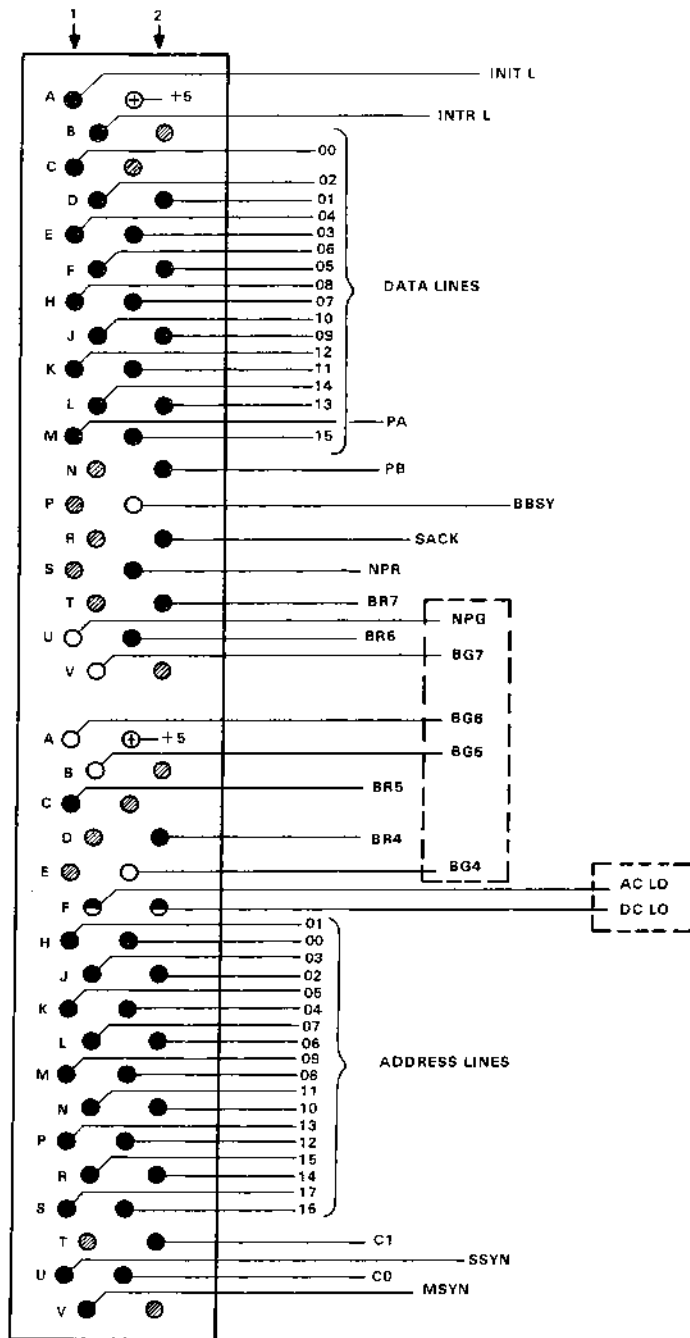 1 2
INIT L
A +5
INTR L
B
00
C
02
D 01
04
E 03
06
F 05
08
H 07
DATA LINES
10
J 09
12
K 11
14
L 13
PA
M 15
N PB
P BBSY
R SACK
S NPR
T BR7
NPG
U BR6
BG7
V
BG6
A +5
BG5
B
BR5
C
D BR4
E BG4
AC LO
F DC LO
01
H 00
03
J 02
05
K 04
07
L 06
ADDRESS LINES
09
M 08
11
N 10
13
P 12
15
R 14
17
S 16
T C1
SSYN
U C0
MSYN
V